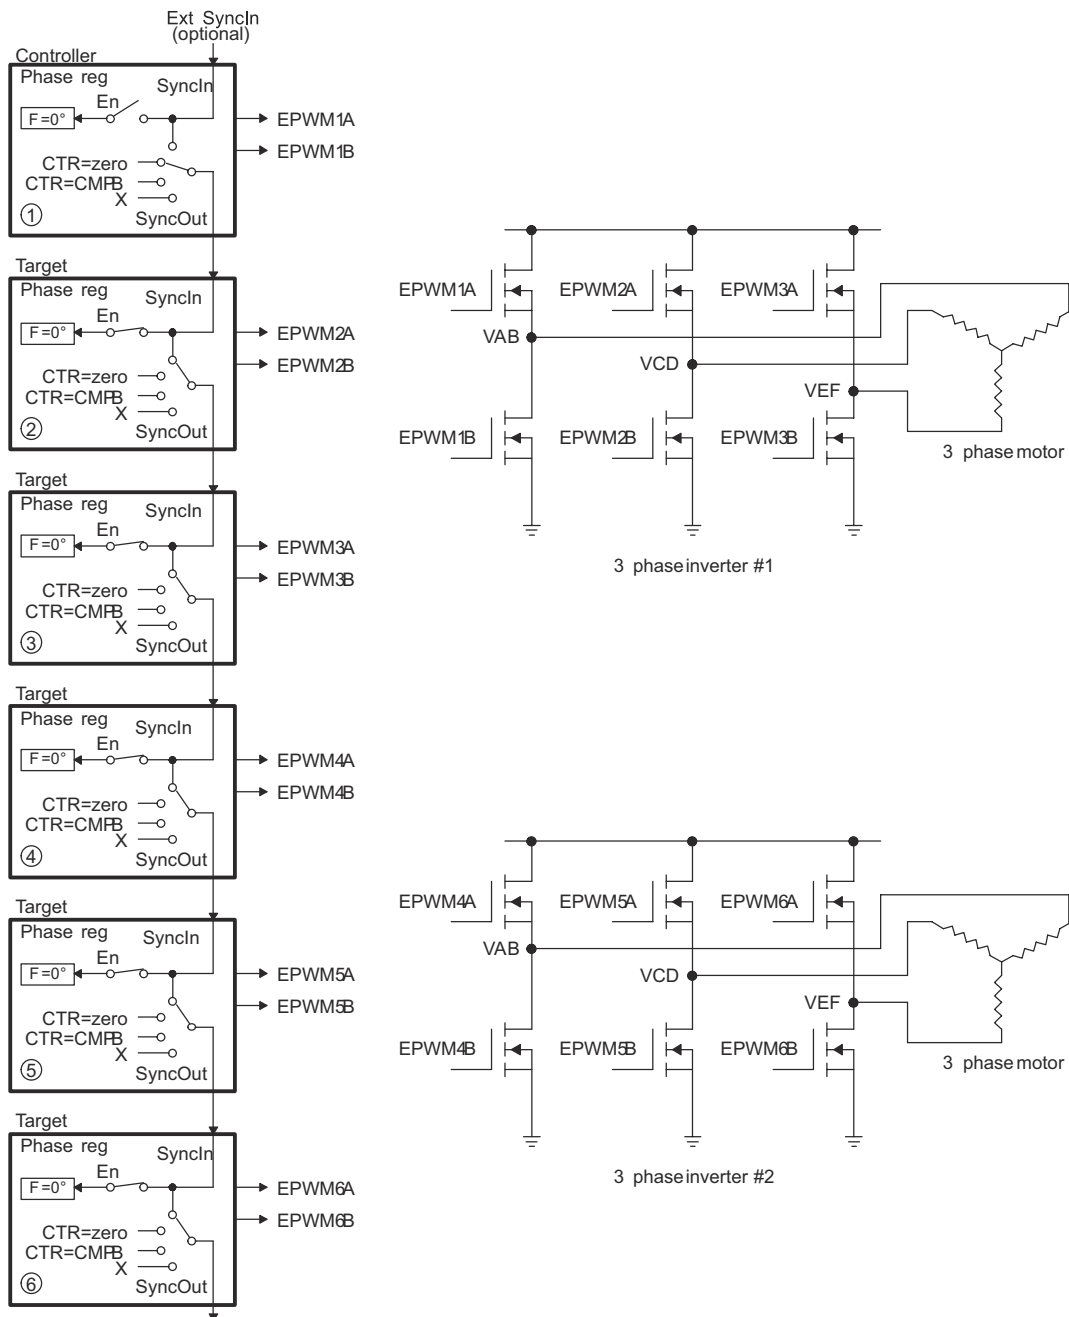 Ext SyncIn
(optional)
Controller
Phase reg
SyncIn
En
F=0°
EPWM1A
EPWM1B
CTR=zero
CTR=CMPB
X
1
SyncOut
Target
Phase reg
SyncIn
En
F=0°
EPWM2A
EPWM2B
CTR=zero
CTR=CMPB
X
2
SyncOut
Target
Phase reg
SyncIn
En
F=0°
EPWM3A
EPWM3B
CTR=zero
CTR=CMPB
X
3
SyncOut
Target
Phase reg
SyncIn
En
F=0°
EPWM4A
EPWM4B
CTR=zero
CTR=CMPB
X
4
SyncOut
Target
Phase reg
SyncIn
En
F=0°
EPWM5A
EPWM5B
CTR=zero
CTR=CMPB
X
5
SyncOut
Target
Phase reg
SyncIn
En
F=0°
EPWM6A
EPWM6B
CTR=zero
CTR=CMPB
X
6
SyncOut
EPWM1A
EPWM2A
EPWM3A
VAB
VCD
VEF
EPWM1B
EPWM2B
EPWM3B
3 phase motor
3 phase inverter #1
EPWM4A
EPWM5A
EPWM6A
VAB
VCD
VEF
EPWM4B
EPWM5B
EPWM6B
3 phase motor
3 phase inverter #2